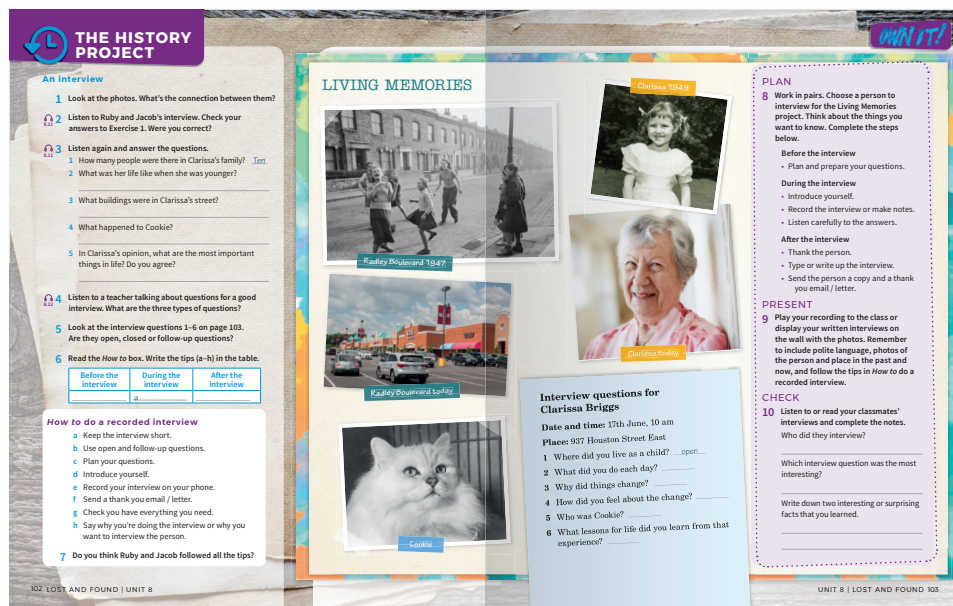 THE HISTORY
PROJECT
An interview
1 Look at the photos. What's the connection between them?
8.11 2 Listen to Ruby and Jacob's interview. Check your
answers to Exercise 1. Were you correct?
8.11 3 Listen again and answer the questions.
1 How many people were there in Clarissa's family? Ten
2 What was her life like when she was younger?
3 What buildings were in Clarissa's street?
4 What happened to Cookie?
5 In Clarissa's opinion, what are the most important
things in life? Do you agree?
8.12 4 Listen to a teacher talking about questions for a good
interview. What are the three types of questions?
5 Look at the interview questions 1–6 on page 103.
Are they open, closed or follow-up questions?
6 Read the How to box. Write the tips (a–h) in the table.
Before the interview
During the interview
After the interview
a
How to do a recorded interview
a Keep the interview short.
b Use open and follow-up questions.
c Plan your questions.
d Introduce yourself.
e Record your interview on your phone.
f Send a thank you email / letter.
g Check you have everything you need.
h Say why you're doing the interview or why you
want to interview the person.
7 Do you think Ruby and Jacob followed all the tips?
102 LOST AND FOUND | UNIT 8
LIVING MEMORIES
Radley Boulevard 1947
Clarissa 1946
Radley Boulevard today
Clarissa today
Cookie
Interview questions for
Clarissa Briggs
Date and time: 17th June, 10 am
Place: 937 Houston Street East
1 Where did you live as a child? open
2 What did you do each day?
3 Why did things change?
4 How did you feel about the change?
5 Who was Cookie?
6 What lessons for life did you learn from that
experience?
OWN IT!
PLAN
8 Work in pairs. Choose a person to
interview for the Living Memories
project. Think about the things you
want to know. Complete the steps
below.
Before the interview
• Plan and prepare your questions.
During the interview
• Introduce yourself.
• Record the interview or make notes.
• Listen carefully to the answers.
After the interview
• Thank the person.
• Type or write up the interview.
• Send the person a copy and a thank
you email / letter.
PRESENT
9 Play your recording to the class or
display your written interviews on
the wall with the photos. Remember
to include polite language, photos of
the person and place in the past and
now, and follow the tips in How to do a
recorded interview.
CHECK
10 Listen to or read your classmates'
interviews and complete the notes.
Who did they interview?
Which interview question was the most
interesting?
Write down two interesting or surprising
facts that you learned.
UNIT 8 | LOST AND FOUND 103